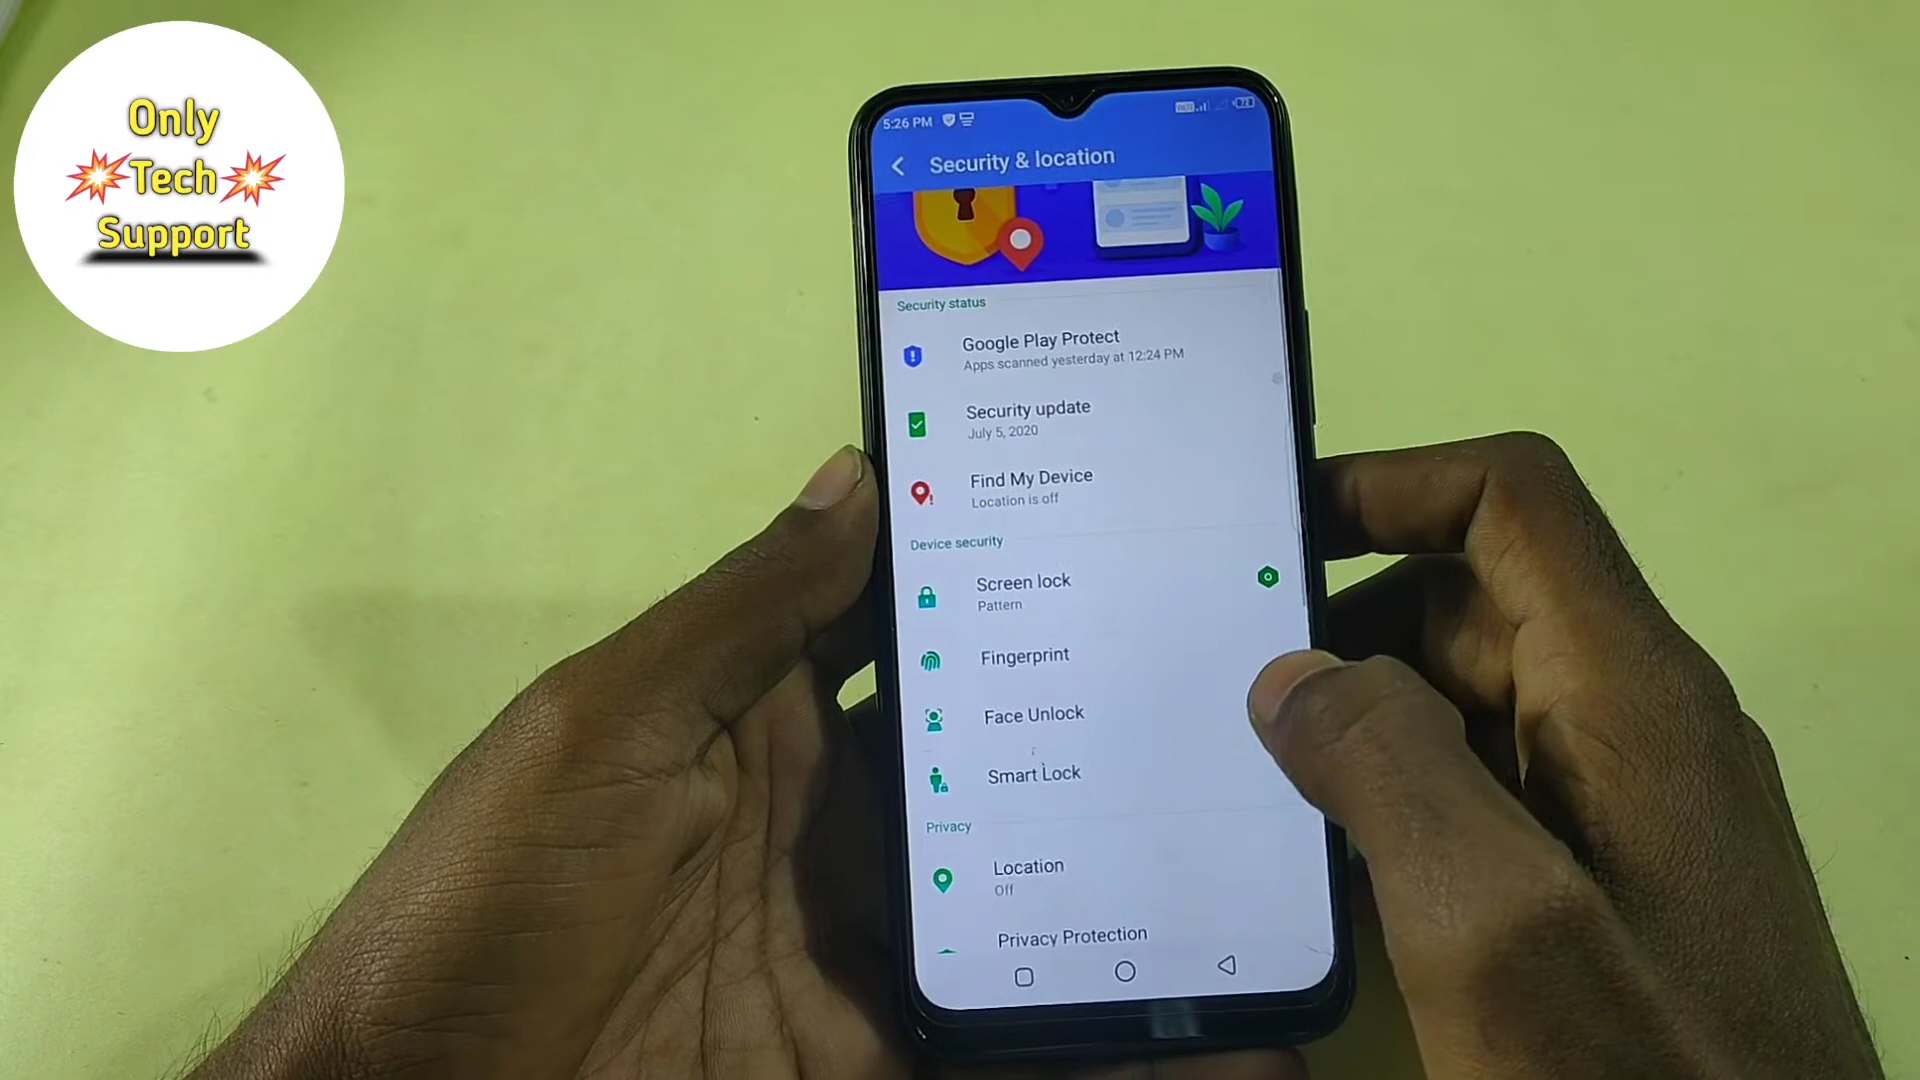 Only
Tech
Support
5:26 PM
73
Security & location
Security status
Google Play Protect
Apps scanned yesterday at 12:24 PM
Security update
July 5, 2020
Find My Device
Location is off
Device security
Screen lock
Pattern
Fingerprint
Face Unlock
Smart Lock
Privacy
Location
Off
Privacy Protection